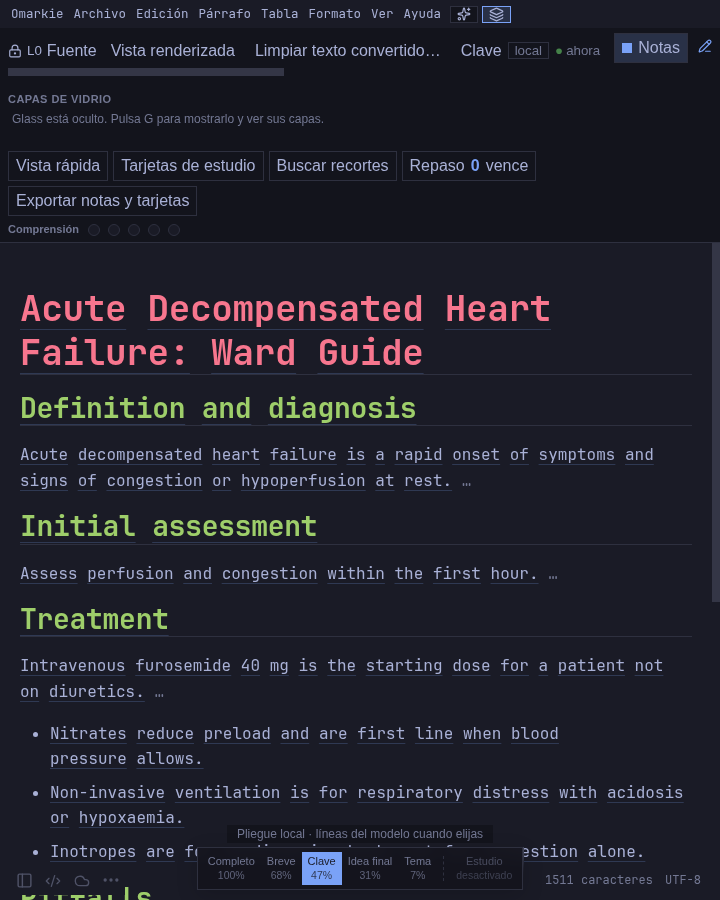 Omarkie Archivo Edición Párrafo Tabla Formato Ver Ayuda
L0 Fuente Vista renderizada Limpiar texto convertido… Clave local ahora Notas
CAPAS DE VIDRIO
Glass está oculto. Pulsa G para mostrarlo y ver sus capas.
Vista rápida Tarjetas de estudio Buscar recortes Repaso 0 vence
Exportar notas y tarjetas
Comprensión
Acute Decompensated Heart
Failure: Ward Guide
Definition and diagnosis
Acute decompensated heart failure is a rapid onset of symptoms and
signs of congestion or hypoperfusion at rest. …
Initial assessment
Assess perfusion and congestion within the first hour. …
Treatment
Intravenous furosemide 40 mg is the starting dose for a patient not
on diuretics. …
Nitrates reduce preload and are first line when blood
pressure allows.
Non-invasive ventilation is for respiratory distress with acidosis
or hypoxaemia.
Pliegue local · líneas del modelo cuando elijas
Inotropes are alone.
Completo Breve Clave Idea final Tema Estudio
100% 68% 47% 31% 7% desactivado
1511 caracteres UTF-8